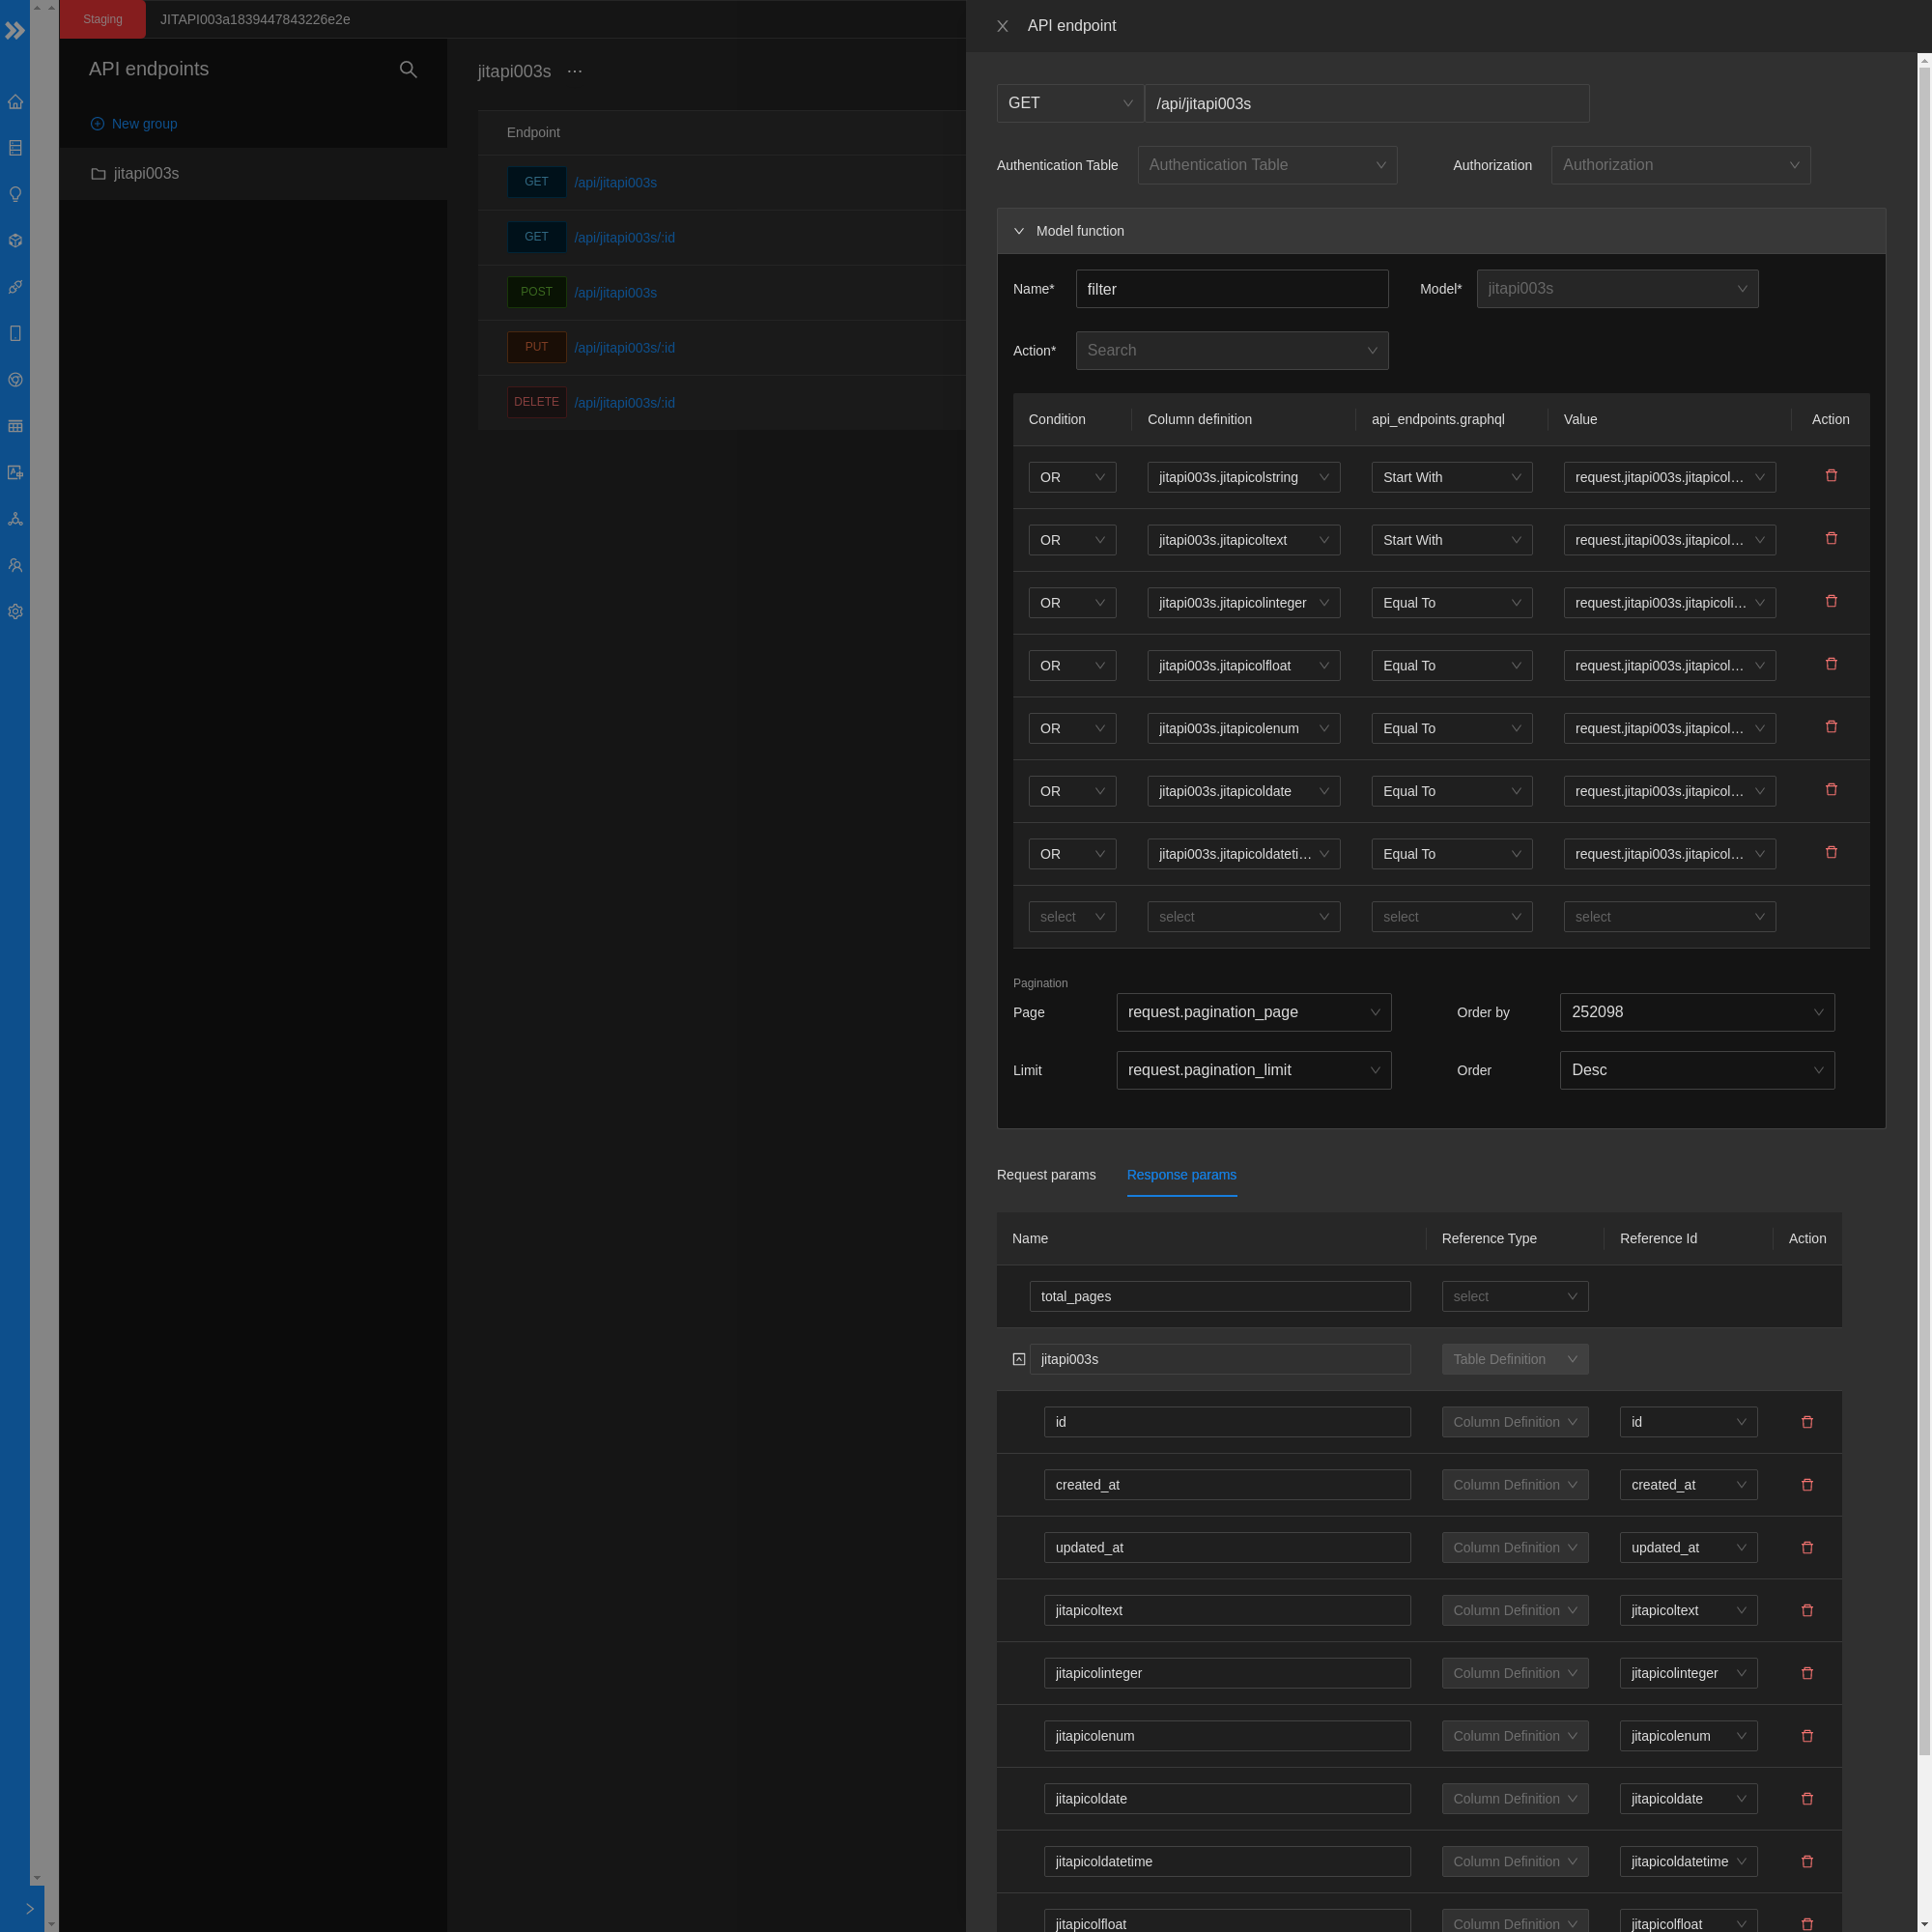 Staging
JITAPI003a1839447843226e2e
API endpoints
New group
jitapi003s
jitapi003s ···
Endpoint
GET /api/jitapi003s
GET /api/jitapi003s/:id
POST /api/jitapi003s
PUT /api/jitapi003s/:id
DELETE /api/jitapi003s/:id
API endpoint
GET /api/jitapi003s
Authentication Table Authentication Table Authorization Authorization
Model function
Name* filter Model* jitapi003s
Action* Search
Condition Column definition api_endpoints.graphql Value Action
OR jitapi003s.jitapicolstring Start With request.jitapi003s.jitapicol…
OR jitapi003s.jitapicoltext Start With request.jitapi003s.jitapicol…
OR jitapi003s.jitapicolinteger Equal To request.jitapi003s.jitapicoli…
OR jitapi003s.jitapicolfloat Equal To request.jitapi003s.jitapicol…
OR jitapi003s.jitapicolenum Equal To request.jitapi003s.jitapicol…
OR jitapi003s.jitapicoldate Equal To request.jitapi003s.jitapicol…
OR jitapi003s.jitapicoldateti… Equal To request.jitapi003s.jitapicol…
select select select select
Pagination
Page request.pagination_page Order by 252098
Limit request.pagination_limit Order Desc
Request params Response params
Name Reference Type Reference Id Action
total_pages select
jitapi003s Table Definition
id Column Definition id
created_at Column Definition created_at
updated_at Column Definition updated_at
jitapicoltext Column Definition jitapicoltext
jitapicolinteger Column Definition jitapicolinteger
jitapicolenum Column Definition jitapicolenum
jitapicoldate Column Definition jitapicoldate
jitapicoldatetime Column Definition jitapicoldatetime
jitapicolfloat Column Definition jitapicolfloat